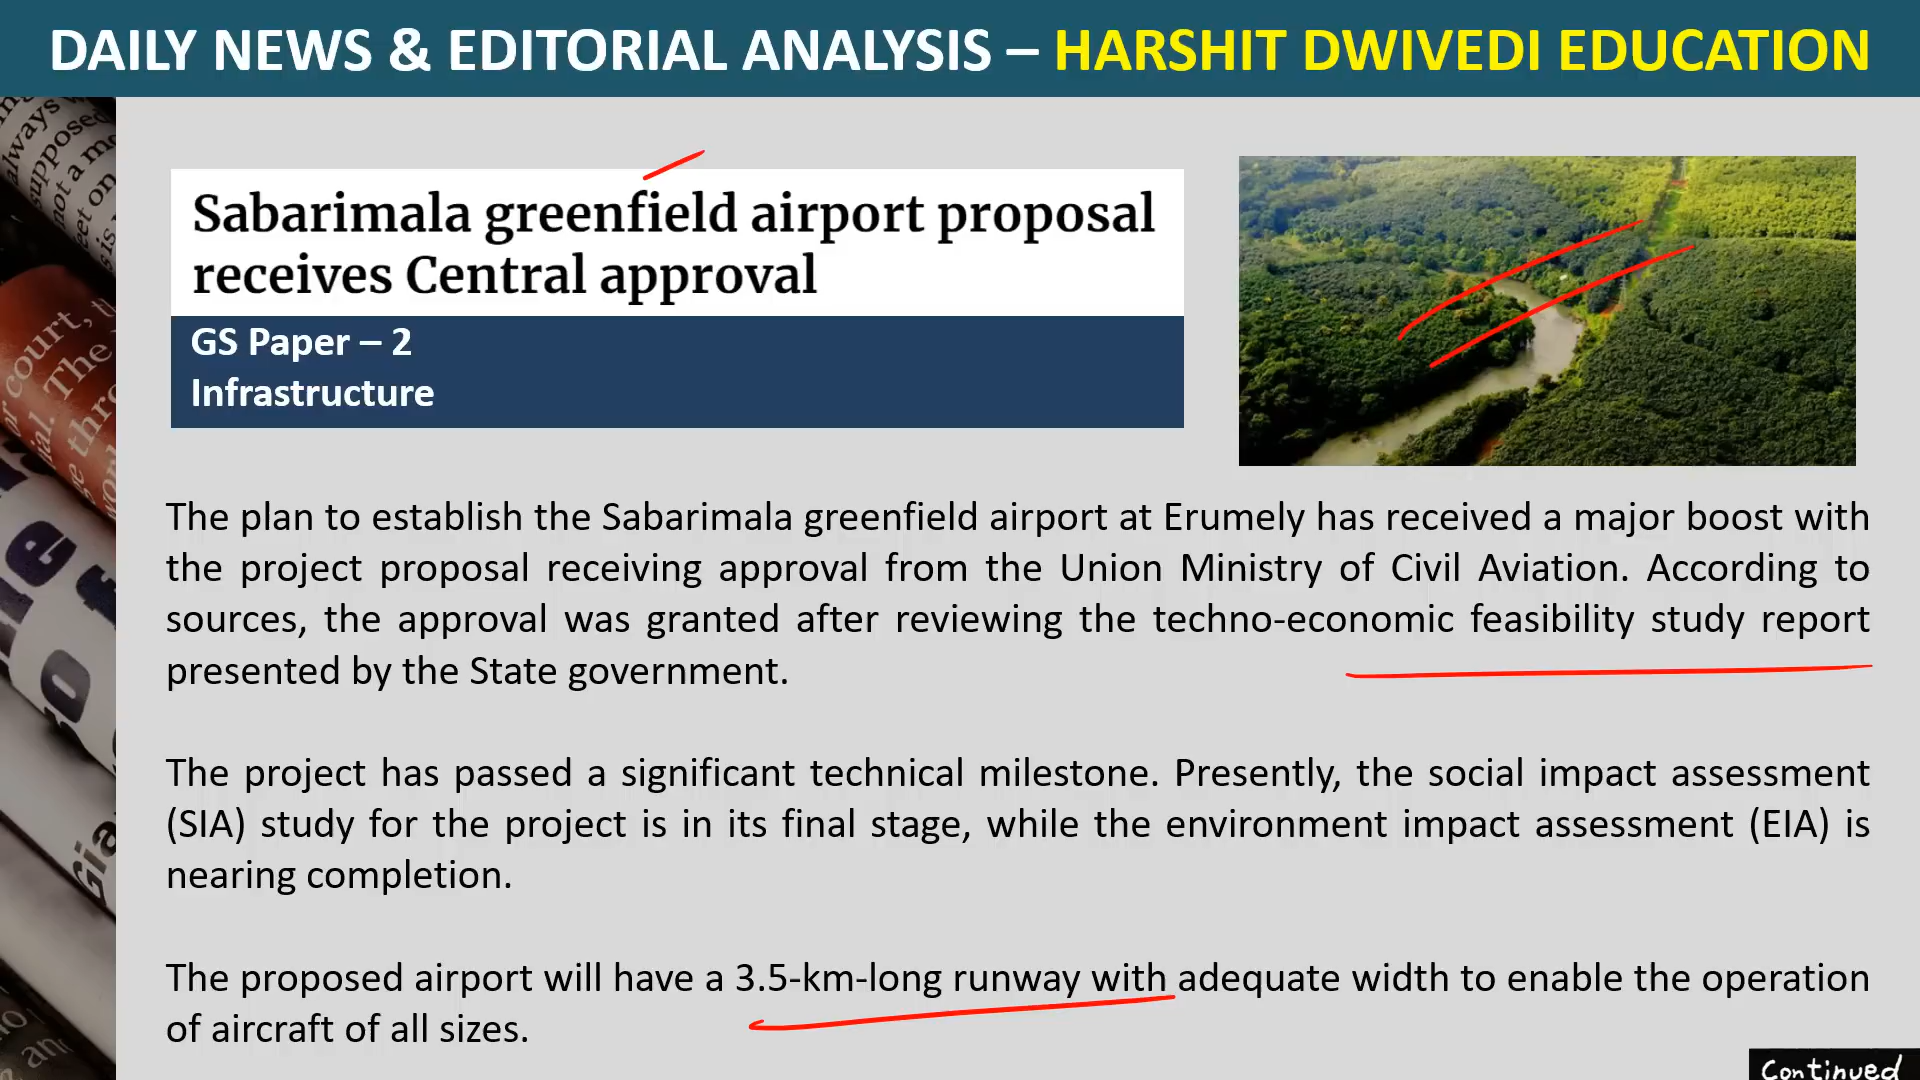 DAILY NEWS & EDITORIAL ANALYSIS – HARSHIT DWIVEDI EDUCATION
Sabarimala greenfield airport proposal
receives Central approval
GS Paper – 2
Infrastructure
The plan to establish the Sabarimala greenfield airport at Erumely has received a major boost with
the project proposal receiving approval from the Union Ministry of Civil Aviation. According to
sources, the approval was granted after reviewing the techno-economic feasibility study report
presented by the State government.
The project has passed a significant technical milestone. Presently, the social impact assessment
(SIA) study for the project is in its final stage, while the environment impact assessment (EIA) is
nearing completion.
The proposed airport will have a 3.5-km-long runway with adequate width to enable the operation
of aircraft of all sizes.
Continued